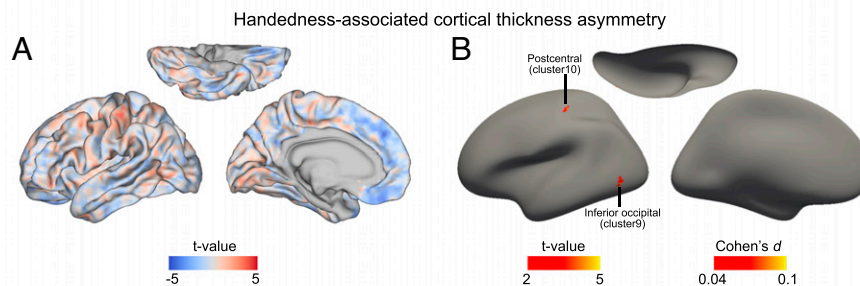 Handedness-associated cortical thickness asymmetry
A
B
Postcentral
(cluster10)
Inferior occipital
(cluster9)
t-value
-5
5
t-value
2
5
Cohen's d
0.04
0.1